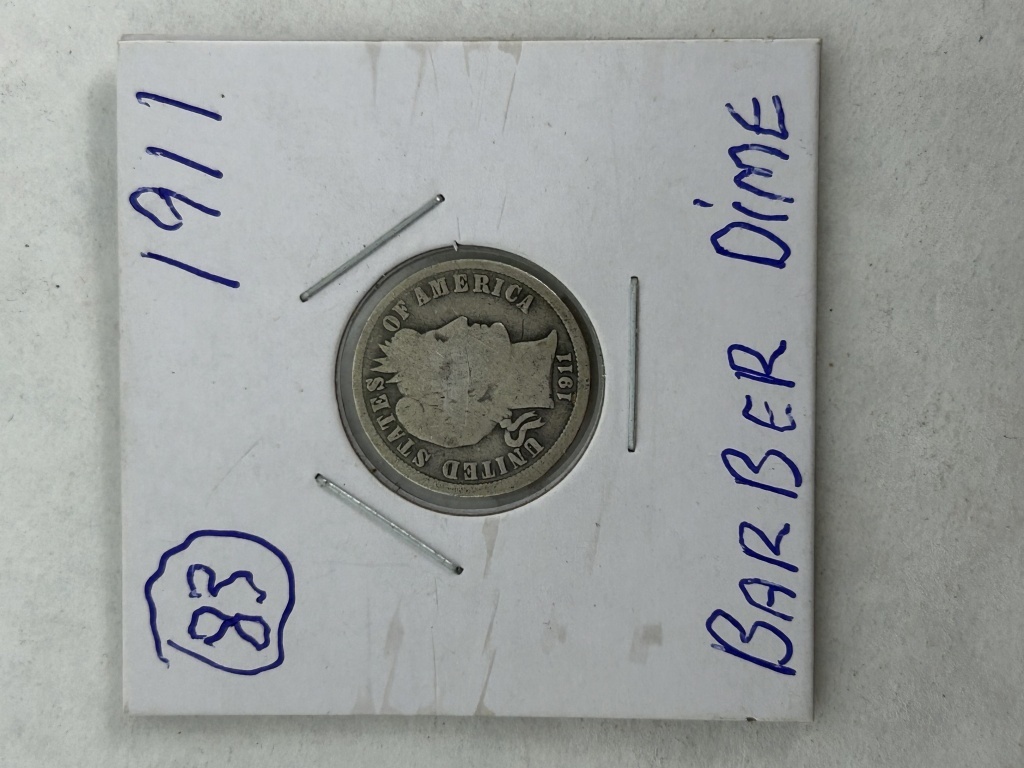 83
1911
UNITED STATES OF AMERICA
1911
BARBER DIME